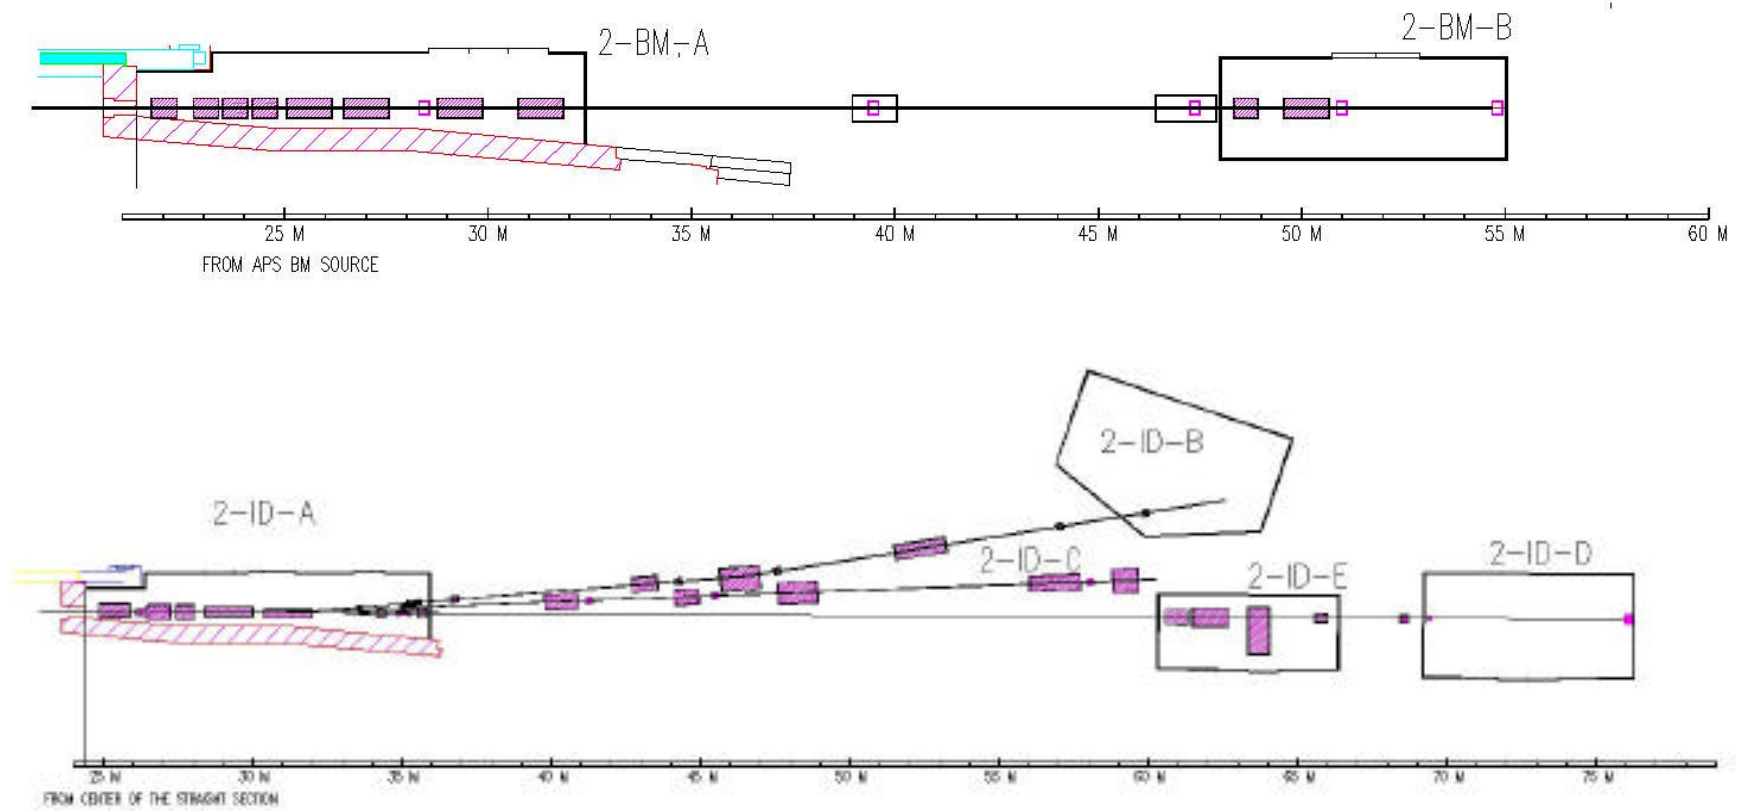 2-BM-A
2-BM-B
25 M 30 M 35 M 40 M 45 M 50 M 55 M 60 M
FROM APS BM SOURCE
2-ID-B
2-ID-A
2-ID-C
2-ID-E
2-ID-D
25 M 30 M 35 M 40 M 45 M 50 M 55 M 60 M 65 M 70 M 75 M
FROM CENTER OF THE STRAIGHT SECTION